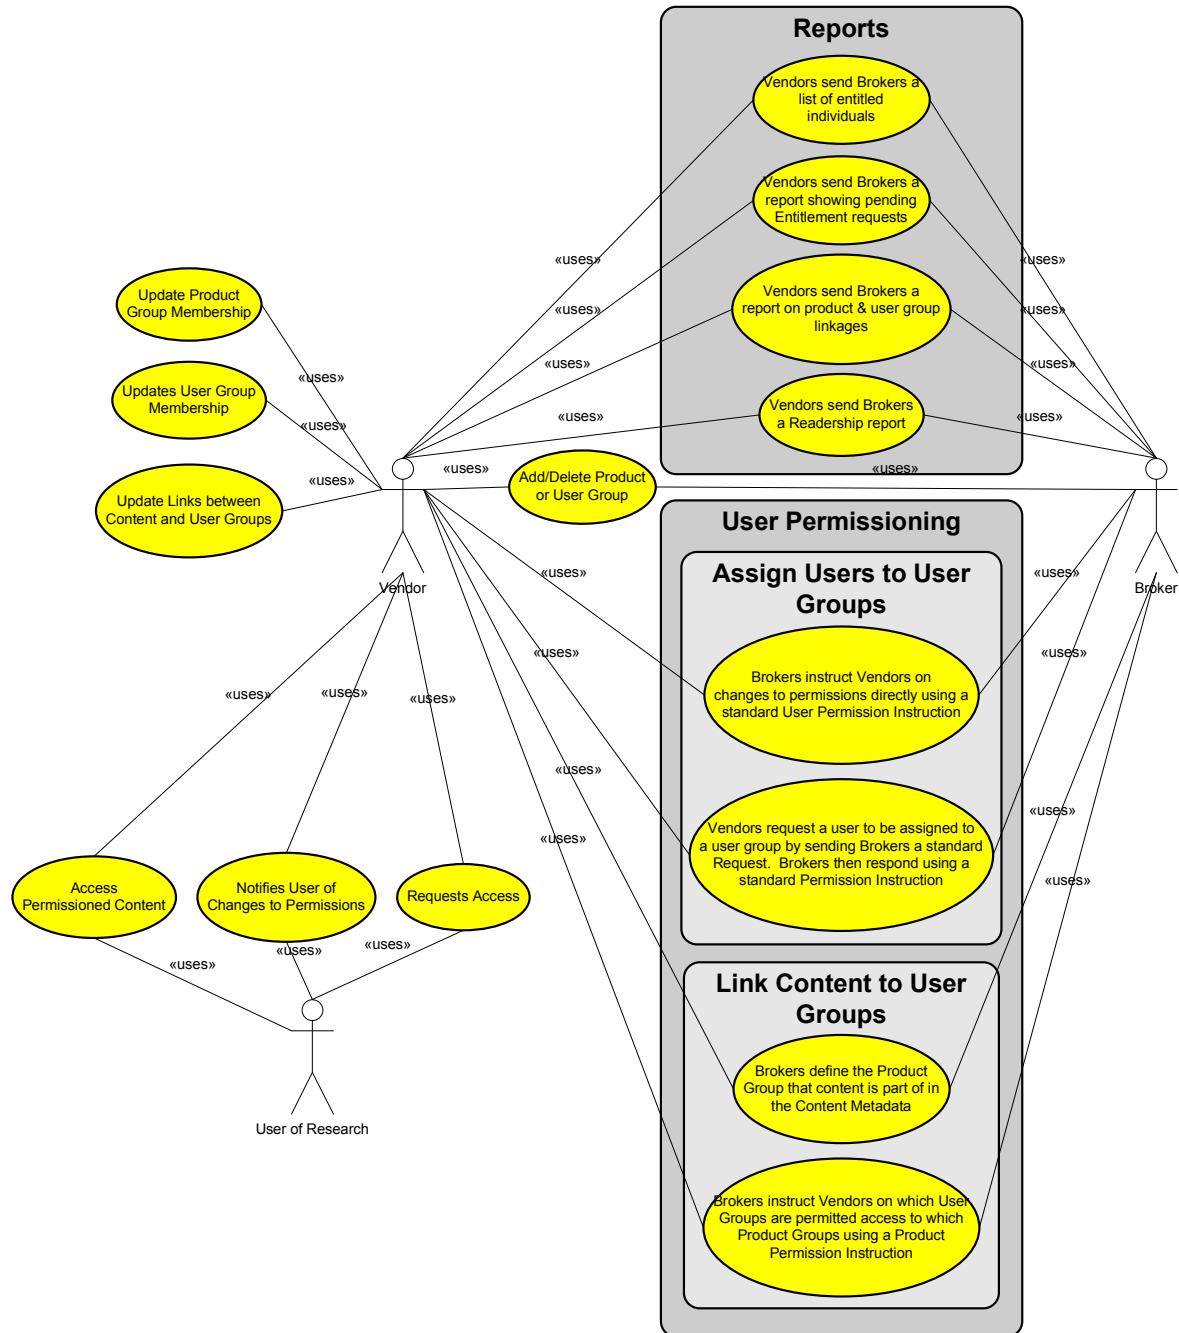 Reports
Vendors send Brokers a
list of entitled
individuals
Vendors send Brokers a
report showing pending
Entitlement requests
«uses»
«uses»
Update Product
Group Membership
«uses»
Vendors send Brokers a
report on product & user group
linkages
«uses»
«uses»
«uses»
«uses»
Updates User Group
Membership
«uses»
«uses»
Vendors send Brokers
a Readership report
«uses»
«uses»
«uses»
«uses»
Add/Delete Product
or User Group
Update Links between
Content and User Groups
User Permissioning
Assign Users to User
Groups
«uses»
«uses»
Vendor
Broker
«uses»
«uses»
Brokers instruct Vendors on
changes to permissions directly using a
standard User Permission Instruction
«uses»
«uses»
«uses»
«uses»
«uses»
Vendors request a user to be assigned to
a user group by sending Brokers a standard
Request.  Brokers then respond using a
standard Permission Instruction
«uses»
«uses»
Access
Permissioned Content
Notifies User of
Changes to Permissions
Requests Access
«uses»
«uses»
«uses»
Link Content to User
Groups
Brokers define the Product
Group that content is part of in
the Content Metadata
User of Research
Brokers instruct Vendors on which User
Groups are permitted access to which
Product Groups using a Product
Permission Instruction